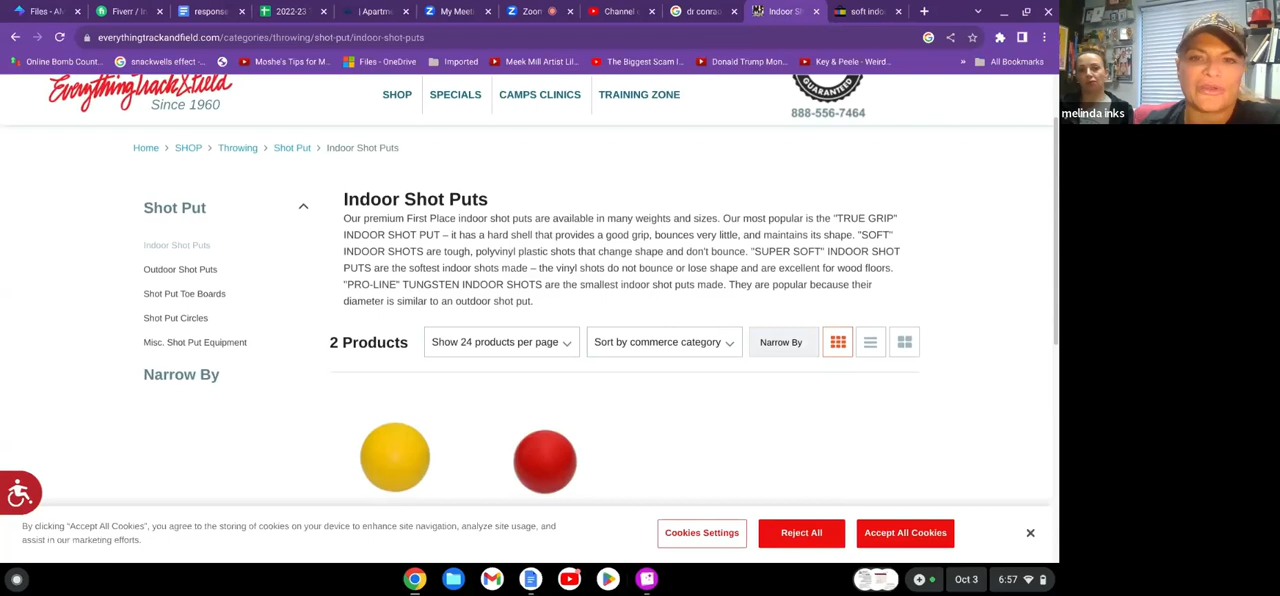 Files - AM
Fiverr / In
response
2022-23
| Apartme
My Meeti
Zoom
Channel c
dr conrad
Indoor Sh
soft indo
everythingtrackandfield.com/categories/throwing/shot-put/indoor-shot-puts
Online Bomb Count...
snackwells effect -...
Moshe's Tips for M...
Files - OneDrive
Imported
Meek Mill Artist Lil...
The Biggest Scam I...
Donald Trump Mon...
Key & Peele - Weird...
»
All Bookmarks
Everything Track & Field
Since 1960
SHOP
SPECIALS
CAMPS CLINICS
TRAINING ZONE
GUARANTEED
888-556-7464
melinda inks
Home > SHOP > Throwing > Shot Put > Indoor Shot Puts
Shot Put
Indoor Shot Puts
Outdoor Shot Puts
Shot Put Toe Boards
Shot Put Circles
Misc. Shot Put Equipment
Narrow By
Indoor Shot Puts
Our premium First Place indoor shot puts are available in many weights and sizes. Our most popular is the "TRUE GRIP"
INDOOR SHOT PUT – it has a hard shell that provides a good grip, bounces very little, and maintains its shape. "SOFT"
INDOOR SHOTS are tough, polyvinyl plastic shots that change shape and don't bounce. "SUPER SOFT" INDOOR SHOT
PUTS are the softest indoor shots made – the vinyl shots do not bounce or lose shape and are excellent for wood floors.
"PRO-LINE" TUNGSTEN INDOOR SHOTS are the smallest indoor shot puts made. They are popular because their
diameter is similar to an outdoor shot put.
2 Products
Show 24 products per page
Sort by commerce category
Narrow By
By clicking "Accept All Cookies", you agree to the storing of cookies on your device to enhance site navigation, analyze site usage, and
assist in our marketing efforts.
Cookies Settings
Reject All
Accept All Cookies
Oct 3
6:57